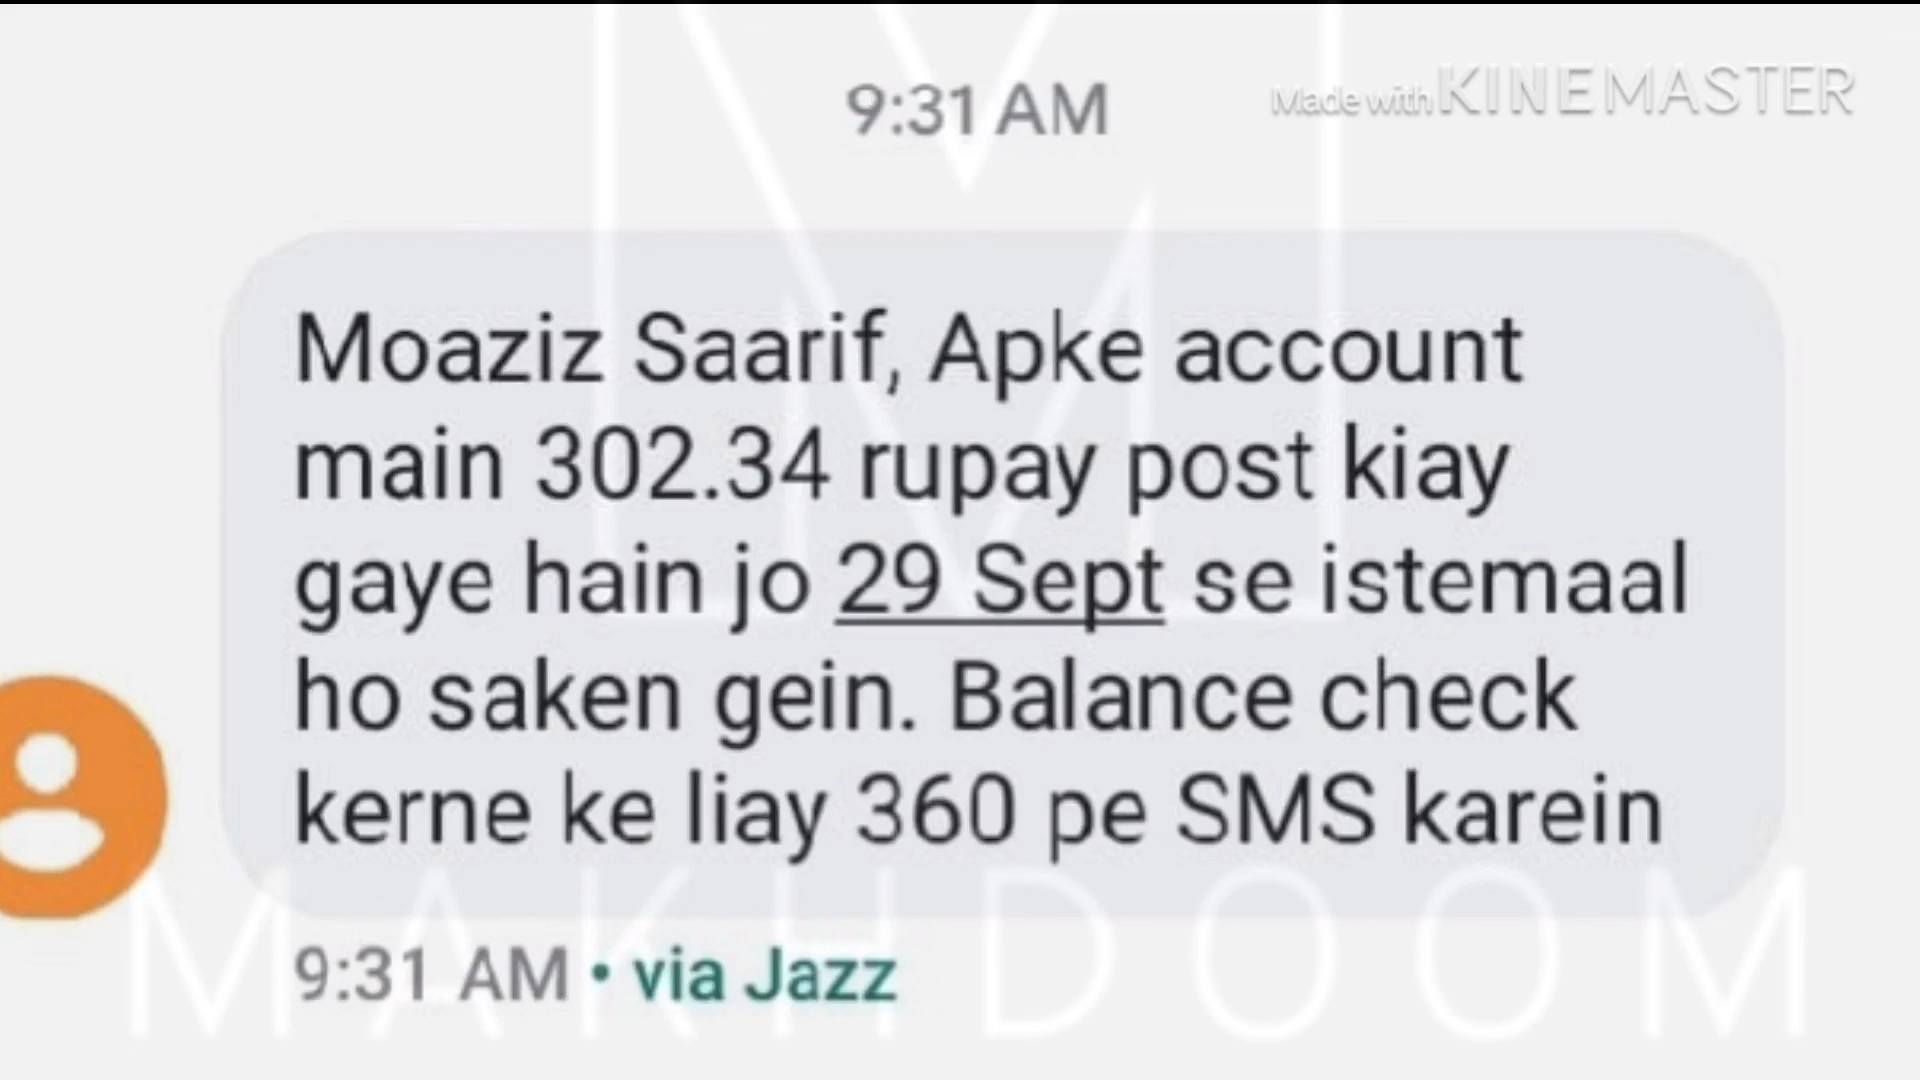 9:31 AM
Made with KINEMASTER
Moaziz Saarif, Apke account
main 302.34 rupay post kiay
gaye hain jo 29 Sept se istemaal
ho saken gein. Balance check
kerne ke liay 360 pe SMS karein
9:31 AM • via Jazz
MAKHDOOM